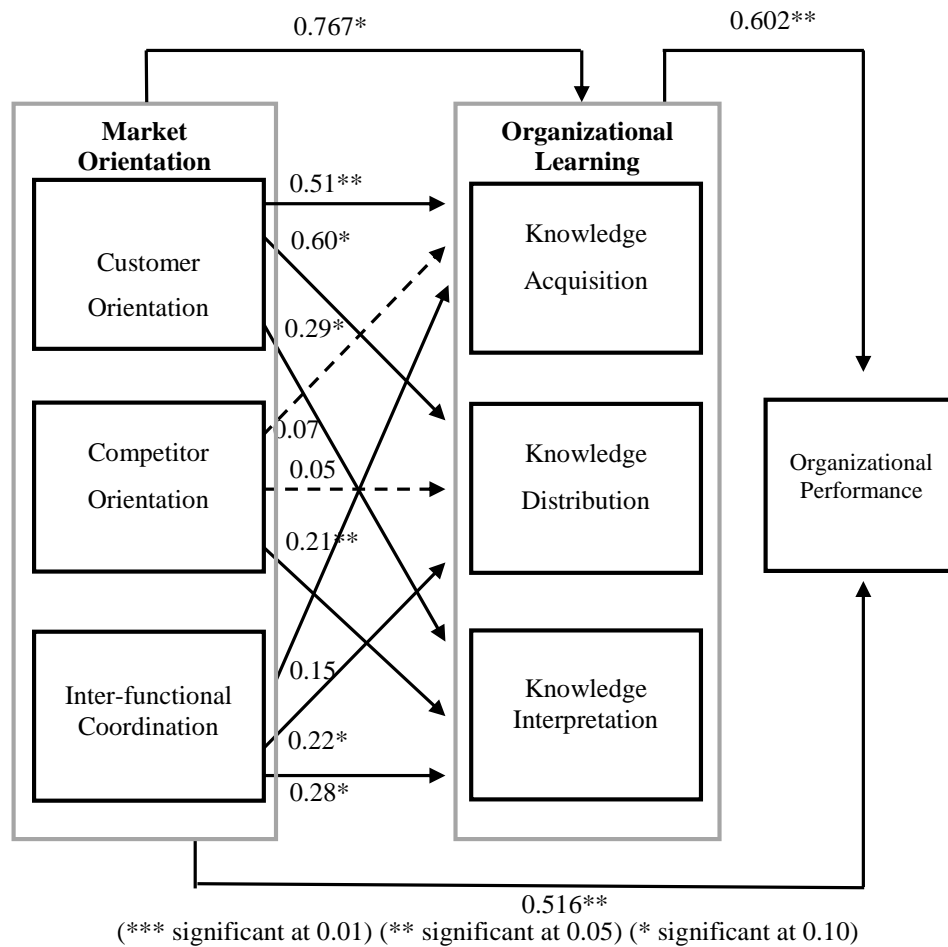 0.767*
0.602**
Market
Orientation
Organizational
Learning
0.51**
0.60*
0.29*
0.07
0.05
0.21**
0.15
0.22*
0.28*
Customer
Orientation
Competitor
Orientation
Inter-functional
Coordination
Knowledge
Acquisition
Knowledge
Distribution
Knowledge
Interpretation
Organizational
Performance
0.516**
(*** significant at 0.01) (** significant at 0.05) (* significant at 0.10)